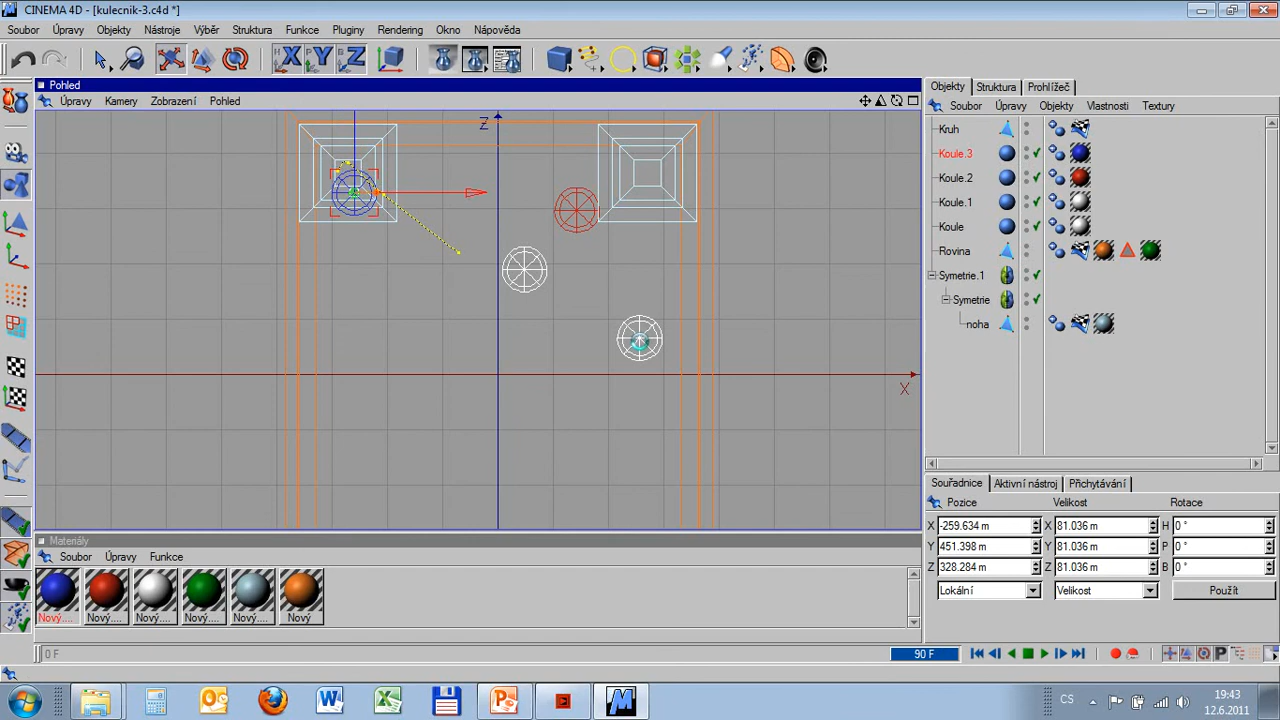 CINEMA 4D - [kulecnik-3.c4d *]
Soubor Úpravy Objekty Nástroje Výběr Struktura Funkce Pluginy Rendering Okno Nápověda
X Y Z
Pohled
Úpravy Kamery Zobrazení Pohled
Z
X
Objekty Struktura Prohlížeč
Soubor Úpravy Objekty Vlastnosti Textury
Kruh
Koule.3
Koule.2
Koule.1
Koule
Rovina
Symetrie.1
Symetrie
noha
Souřadnice Aktivní nástroj Přichytávání
Pozice Velikost Rotace
X -259.634 m X 81.036 m H 0 °
Y 451.398 m Y 81.036 m P 0 °
Z 328.284 m Z 81.036 m B 0 °
Lokální Velikost Použít
Materiály
Soubor Úpravy Funkce
Nový.... Nový.... Nový.... Nový.... Nový.... Nový
0 F 90 F
P
CS
19:43
12.6.2011